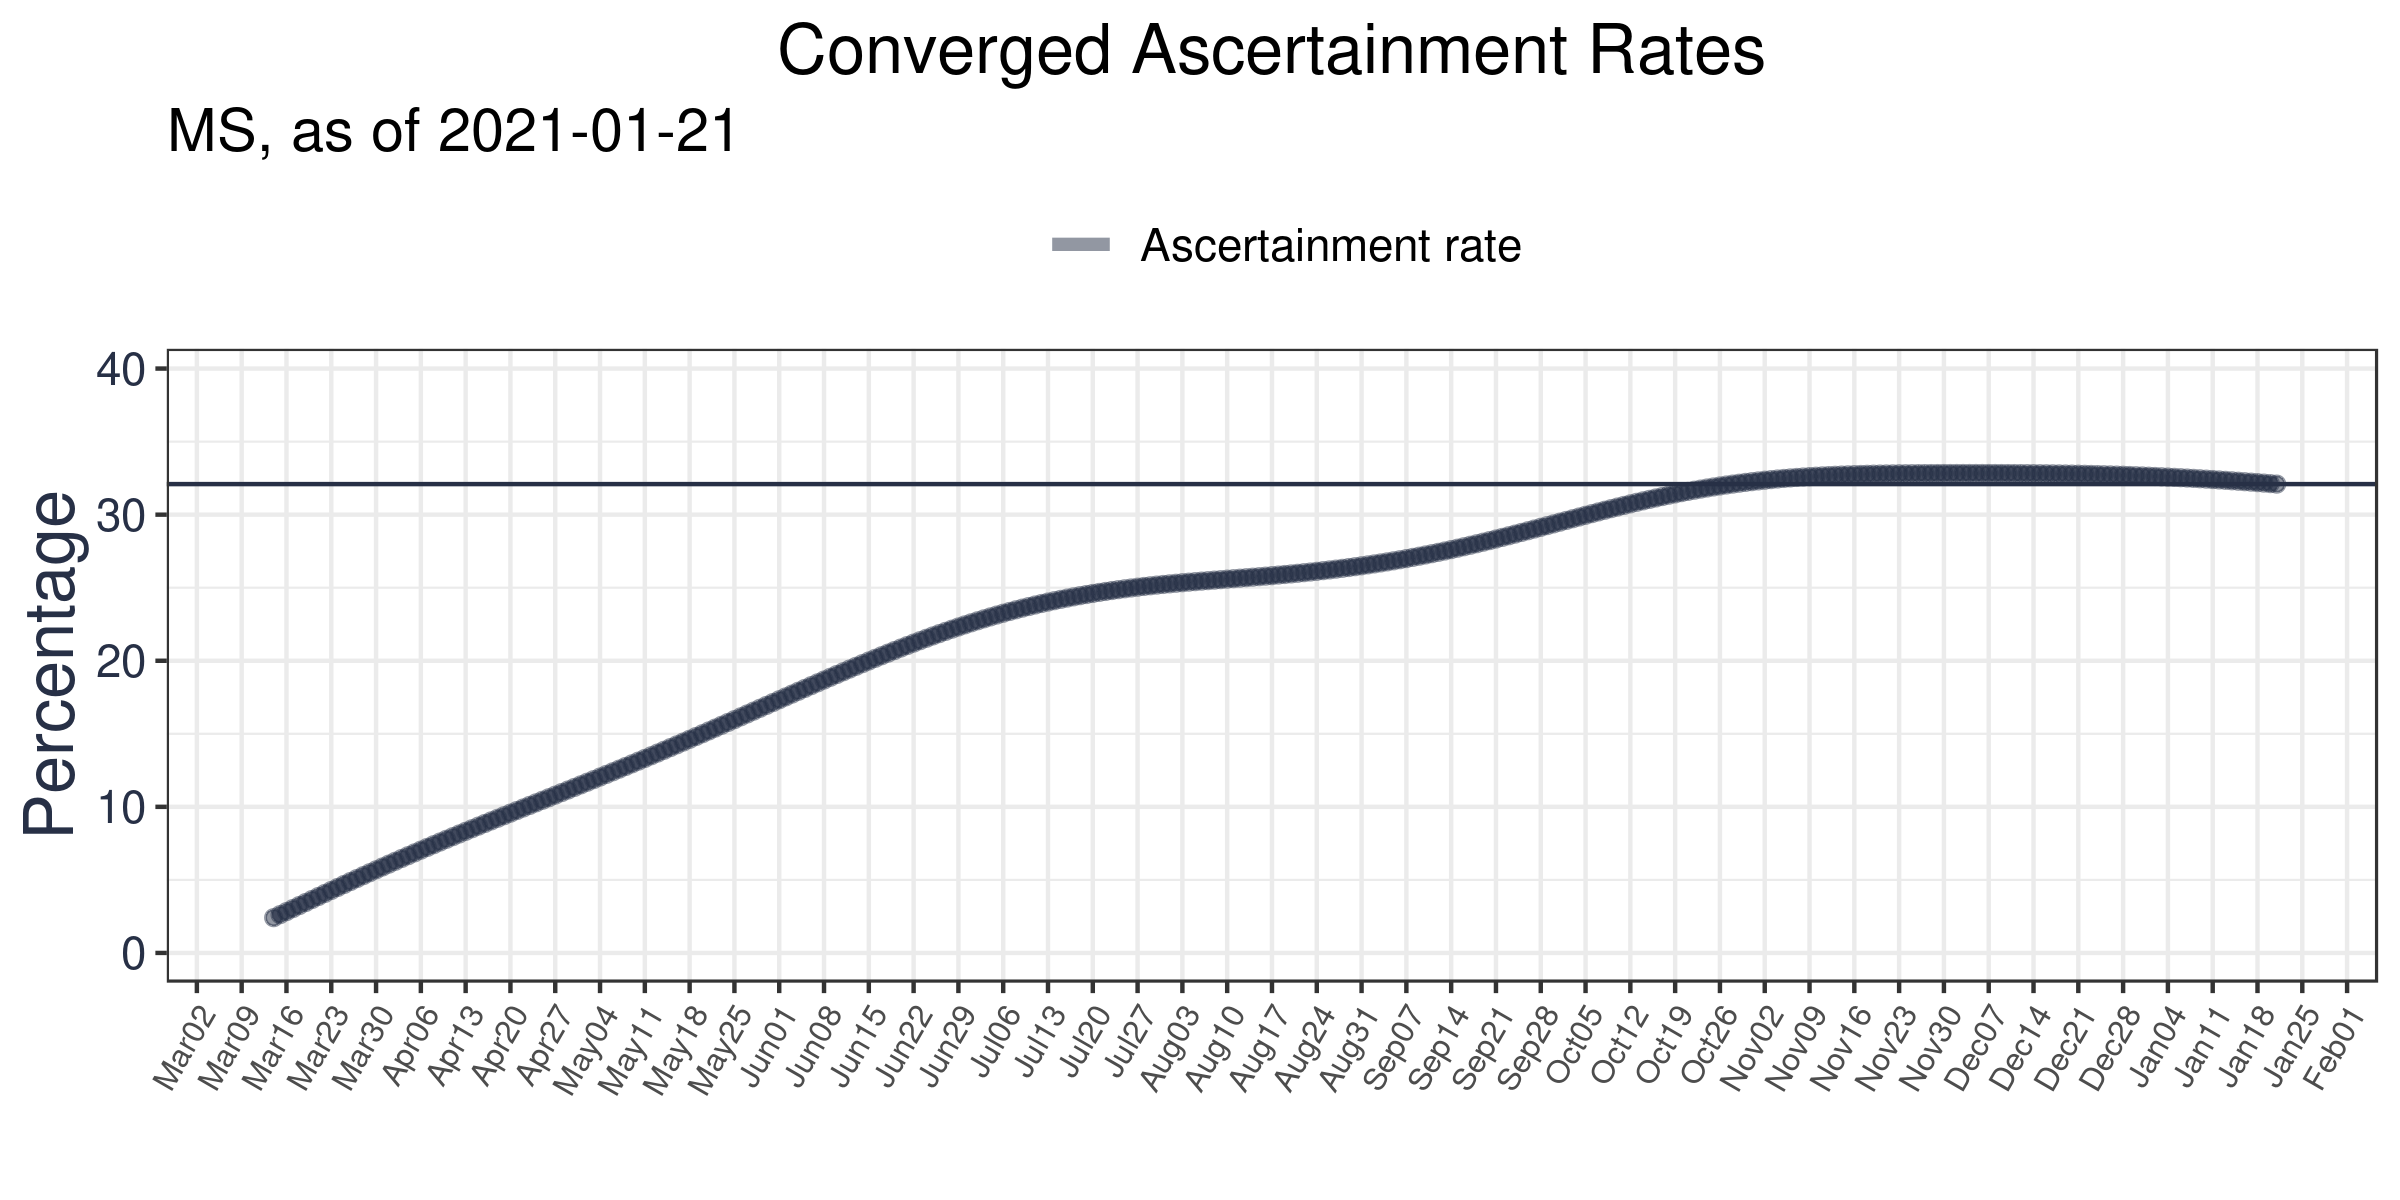 Converged Ascertainment Rates
MS, as of 2021-01-21
Ascertainment rate
Percentage
40
30
20
10
0
Mar02 Mar09 Mar16 Mar23 Mar30 Apr06 Apr13 Apr20 Apr27 May04 May11 May18 May25 Jun01 Jun08 Jun15 Jun22 Jun29 Jul06 Jul13 Jul20 Jul27 Aug03 Aug10 Aug17 Aug24 Aug31 Sep07 Sep14 Sep21 Sep28 Oct05 Oct12 Oct19 Oct26 Nov02 Nov09 Nov16 Nov23 Nov30 Dec07 Dec14 Dec21 Dec28 Jan04 Jan11 Jan18 Jan25 Feb01